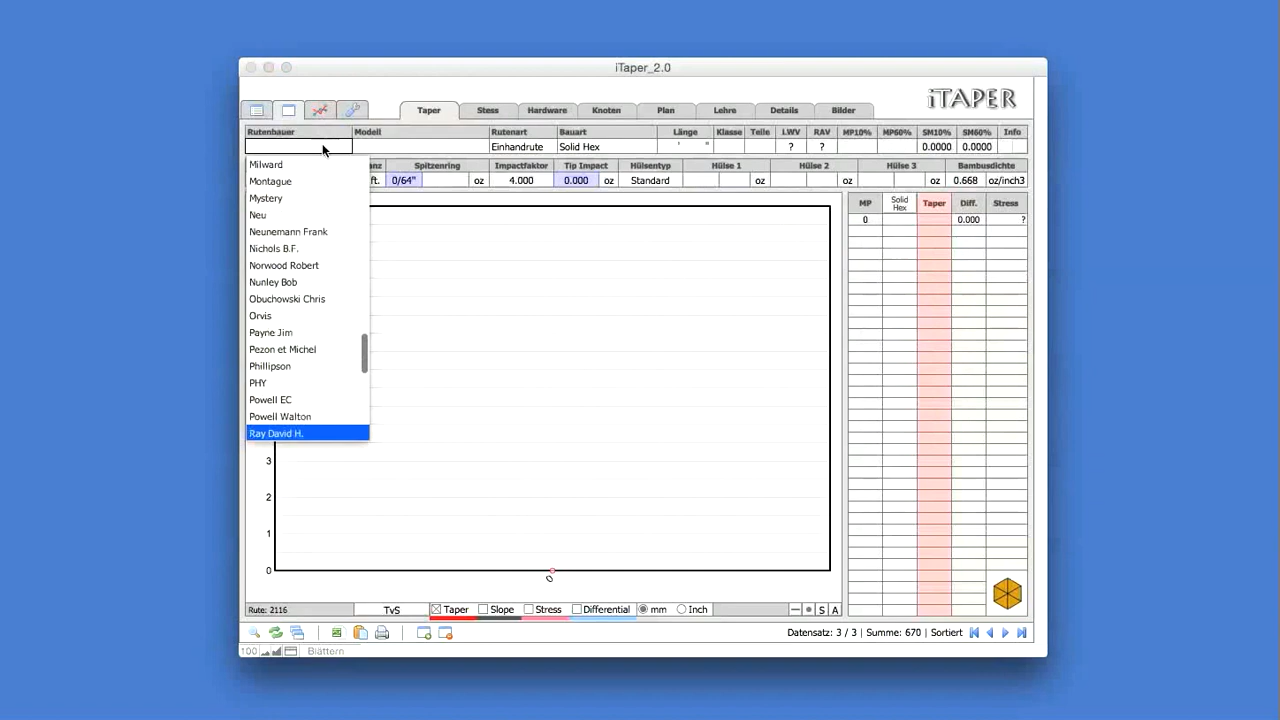 iTaper_2.0
Taper Stess Hardware Knoten Plan Lehre Details Bilder iTAPER
Rutenbauer Modell Rutenart Bauart Länge Klasse Teile LWV RAV MP10% MP60% SM10% SM60% Info
Einhandrute Solid Hex ' " ? ? 0.0000 0.0000
Spitzenring Impactfaktor Tip Impact Hülsentyp Hülse 1 Hülse 2 Hülse 3 Bambusdichte
ft. 0/64" oz 4.000 0.000 oz Standard oz oz oz 0.668 oz/inch3
Milward
Montague
Mystery
Neu
Neunemann Frank
Nichols B.F.
Norwood Robert
Nunley Bob
Obuchowski Chris
Orvis
Payne Jim
Pezon et Michel
Phillipson
PHY
Powell EC
Powell Walton
Ray David H.
3
2
1
0
0
MP Solid Hex Taper Diff. Stress
0 0.000 ?
Rute: 2116 TvS Taper Slope Stress Differential mm Inch S A
Datensatz: 3 / 3 | Summe: 670 | Sortiert
100 Blättern